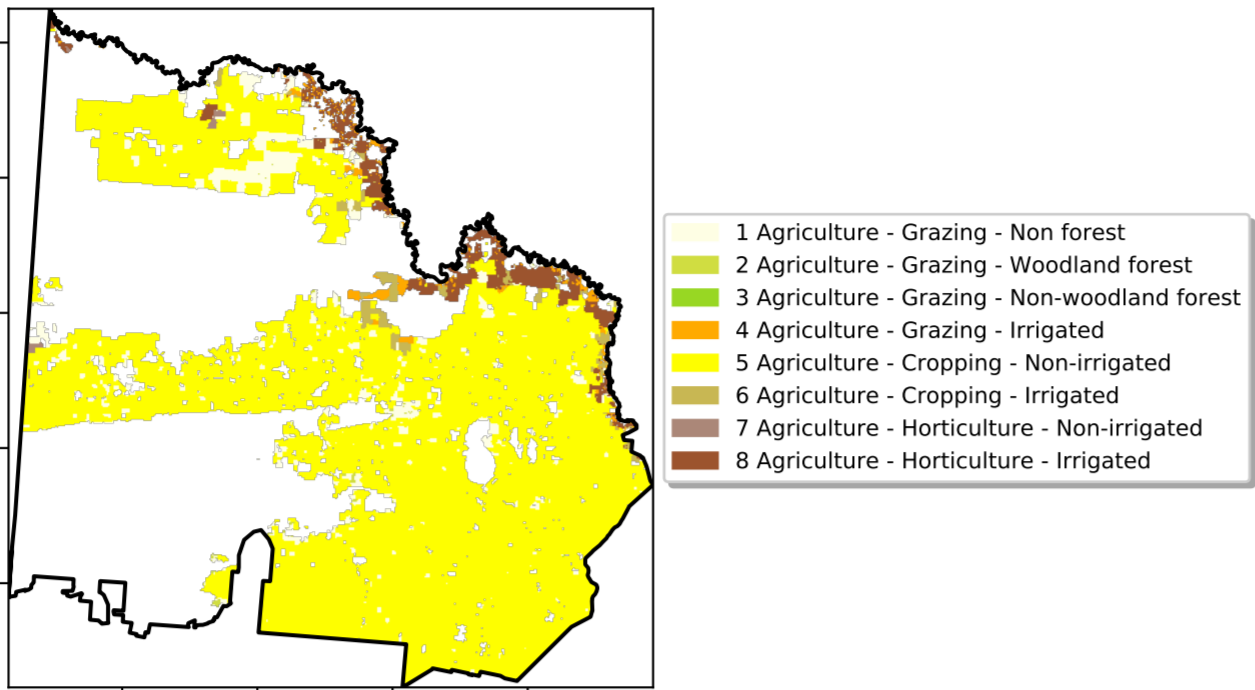 1 Agriculture - Grazing - Non forest
2 Agriculture - Grazing - Woodland forest
3 Agriculture - Grazing - Non-woodland forest
4 Agriculture - Grazing - Irrigated
5 Agriculture - Cropping - Non-irrigated
6 Agriculture - Cropping - Irrigated
7 Agriculture - Horticulture - Non-irrigated
8 Agriculture - Horticulture - Irrigated